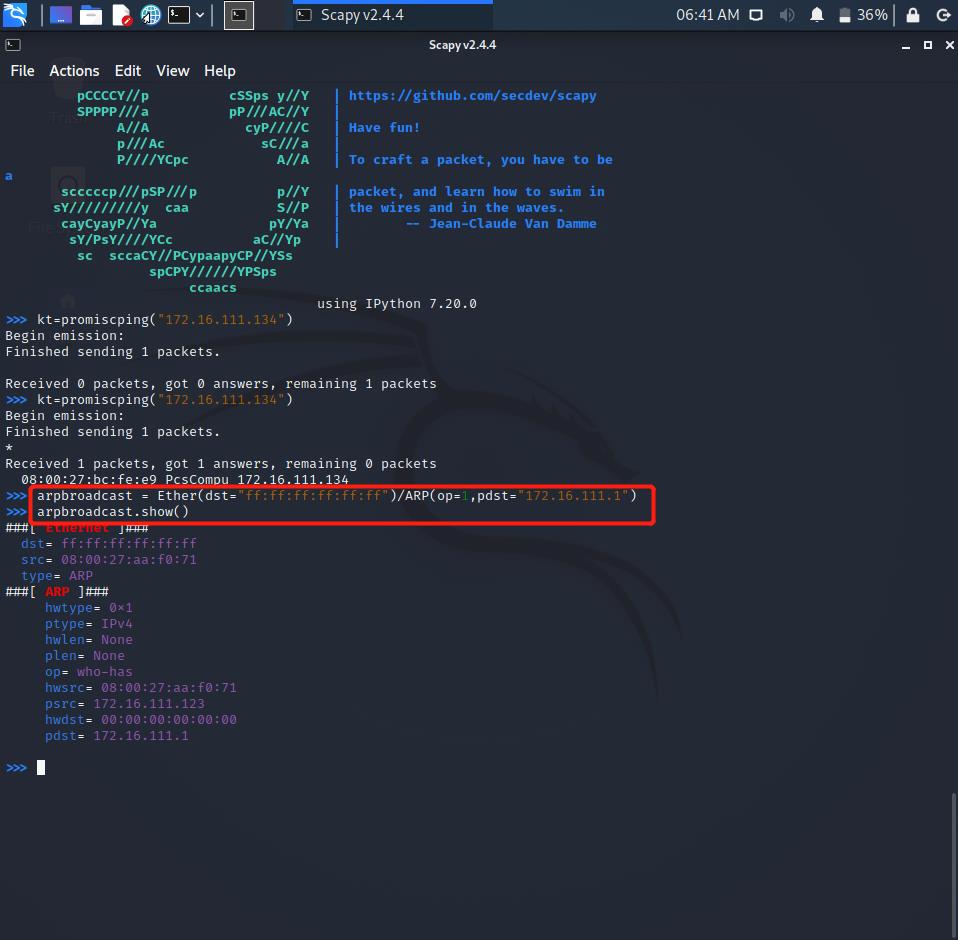 Scapy v2.4.4
06:41 AM
36%
Scapy v2.4.4
File Actions Edit View Help
pCCCCY//p cSSps y//Y | https://github.com/secdev/scapy
SPPPP///a pP///AC//Y |
A//A cyP////C | Have fun!
p///Ac sC///a |
P////YCpc A//A | To craft a packet, you have to be
a
scccccp///pSP///p p//Y | packet, and learn how to swim in
sY/////////y caa S//P | the wires and in the waves.
cayCyayP//Ya pY/Ya | -- Jean-Claude Van Damme
sY/PsY////YCc aC//Yp |
sc sccaCY//PCypaapyCP//YSs
spCPY//////YPSps
ccaacs
using IPython 7.20.0
>>> kt=promiscping("172.16.111.134")
Begin emission:
Finished sending 1 packets.
Received 0 packets, got 0 answers, remaining 1 packets
>>> kt=promiscping("172.16.111.134")
Begin emission:
Finished sending 1 packets.
*
Received 1 packets, got 1 answers, remaining 0 packets
08:00:27:bc:fe:e9 PcsCompu 172.16.111.134
>>> arpbroadcast = Ether(dst="ff:ff:ff:ff:ff:ff")/ARP(op=1,pdst="172.16.111.1")
>>> arpbroadcast.show()
###[ Ethernet ]###
dst= ff:ff:ff:ff:ff:ff
src= 08:00:27:aa:f0:71
type= ARP
###[ ARP ]###
hwtype= 0×1
ptype= IPv4
hwlen= None
plen= None
op= who-has
hwsrc= 08:00:27:aa:f0:71
psrc= 172.16.111.123
hwdst= 00:00:00:00:00:00
pdst= 172.16.111.1
>>>